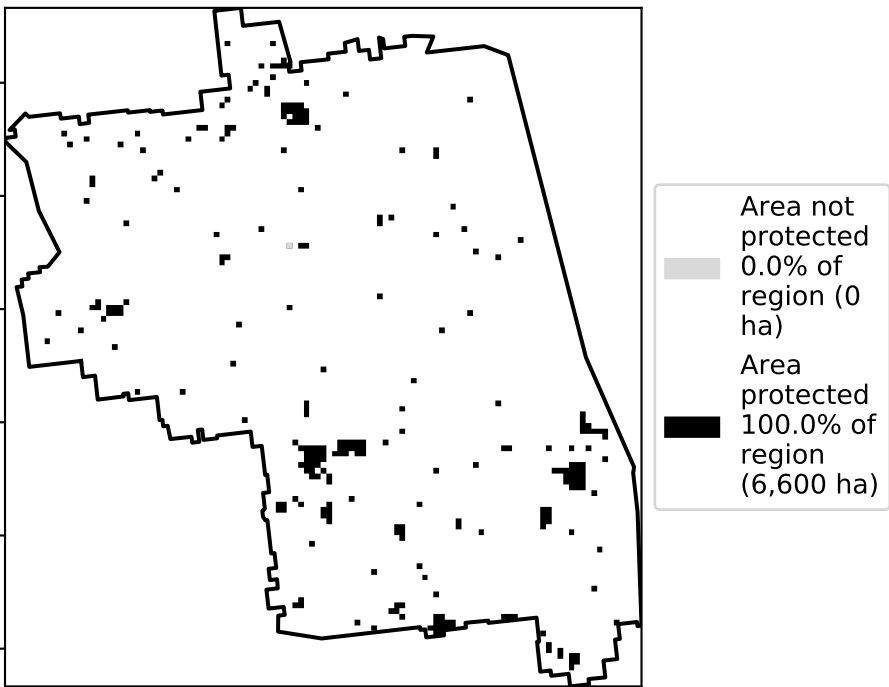 Area not
protected
0.0% of
region (0
ha)
Area
protected
100.0% of
region
(6,600 ha)